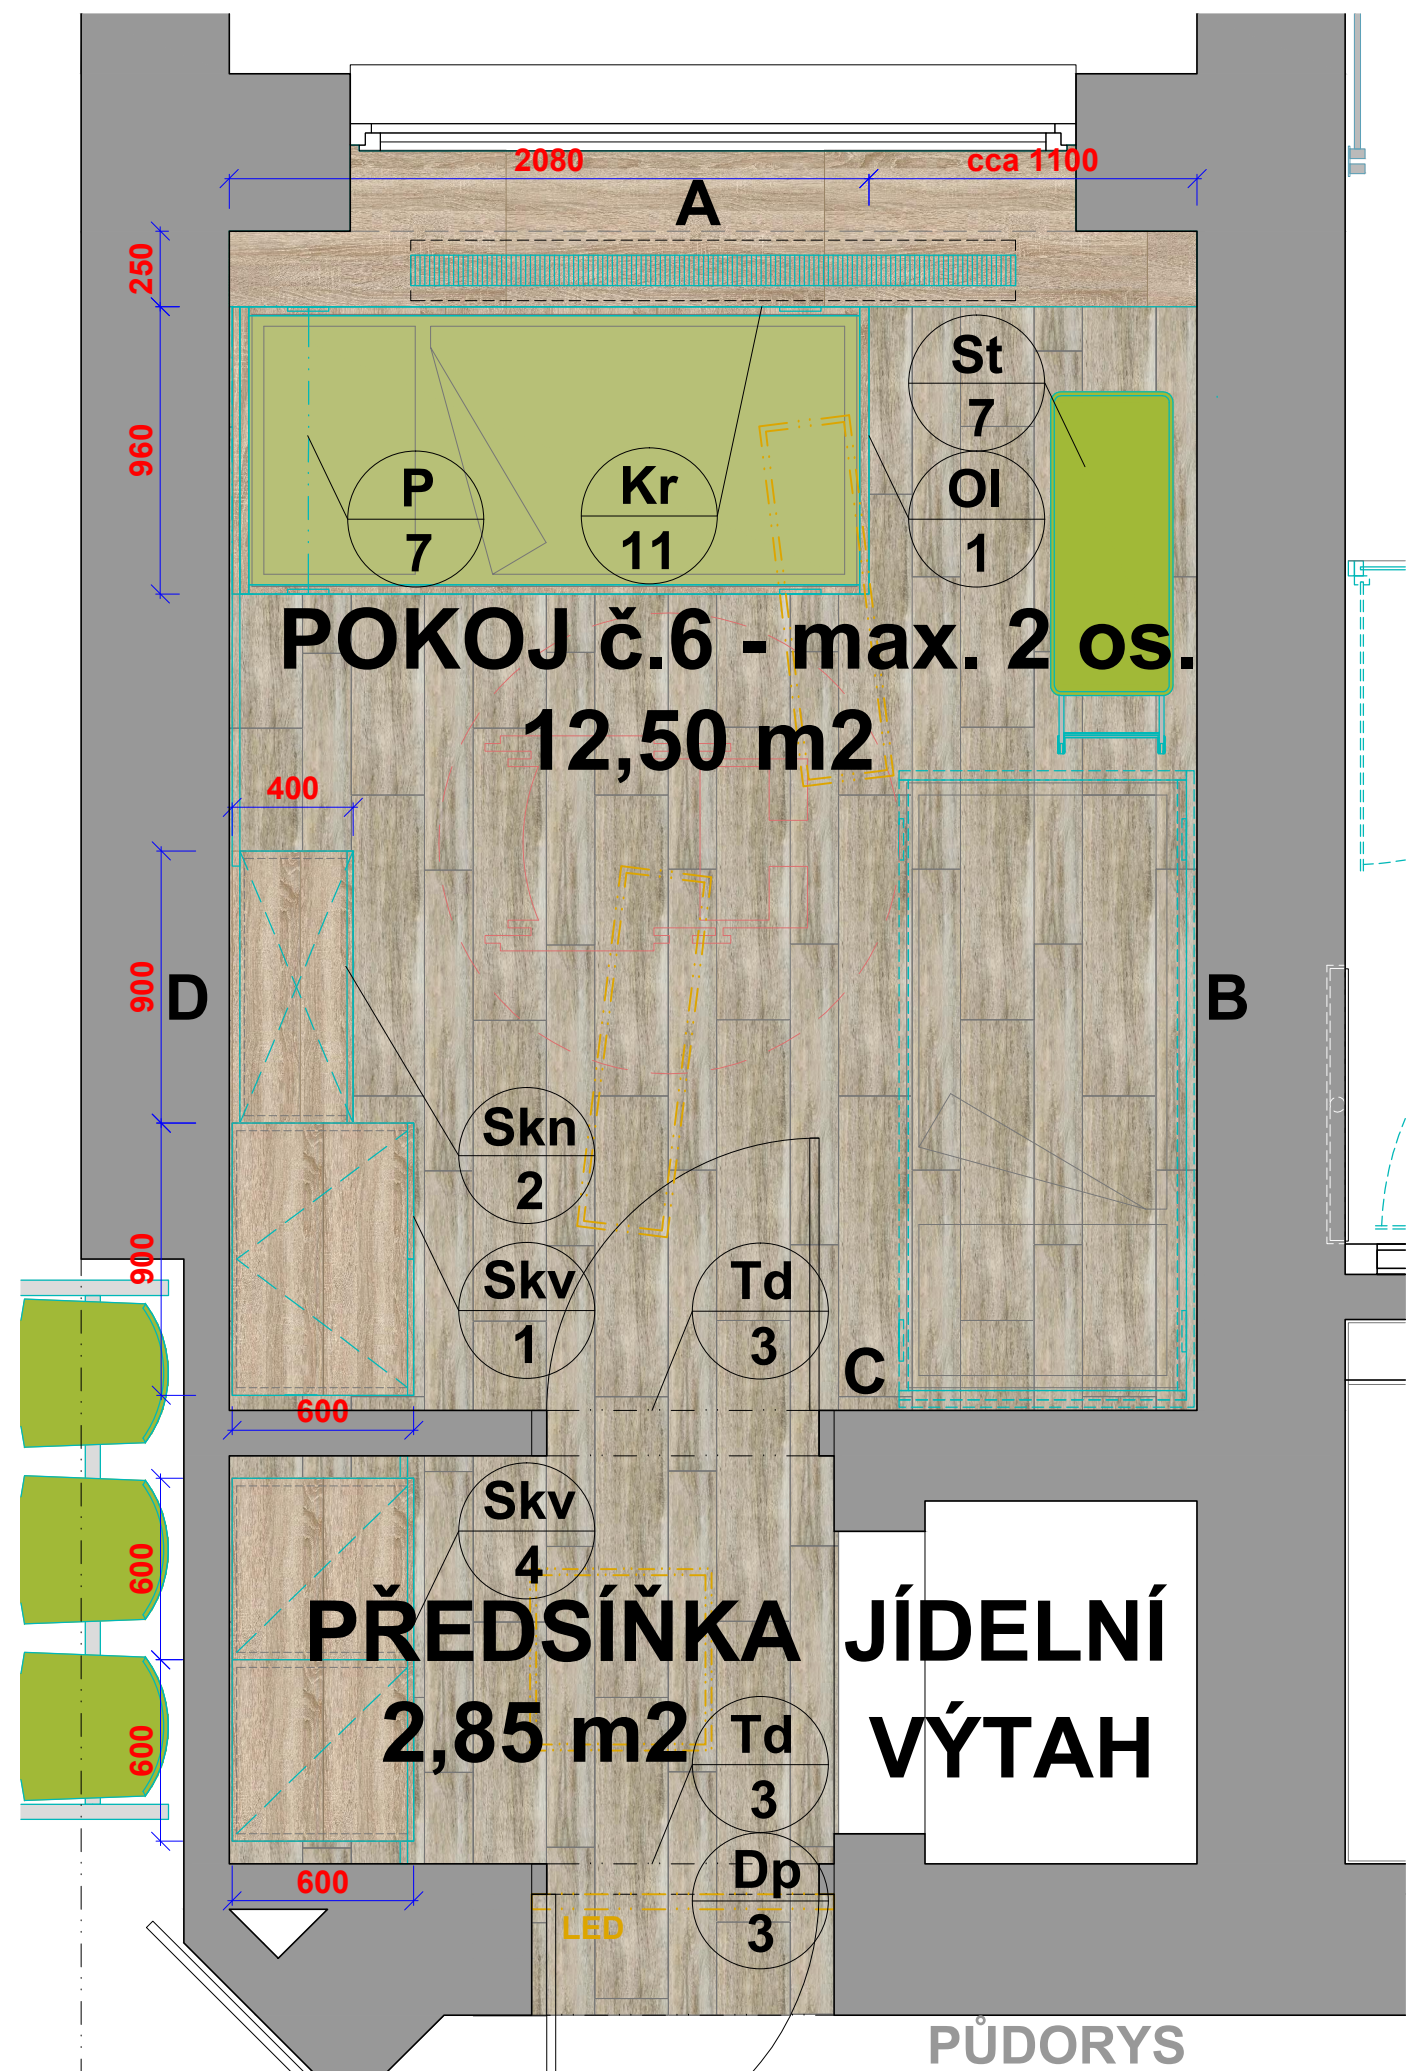 2080
cca 1100
A
250
960
St
7
P
7
Kr
11
Ol
1
POKOJ č.6 - max. 2 os.
12,50 m2
400
900
D
B
Skn
2
900
Skv
1
Td
3
C
600
Skv
4
600
PŘEDSÍŇKA
2,85 m2
JÍDELNÍ
VÝTAH
600
Td
3
600
Dp
3
LED
PŮDORYS